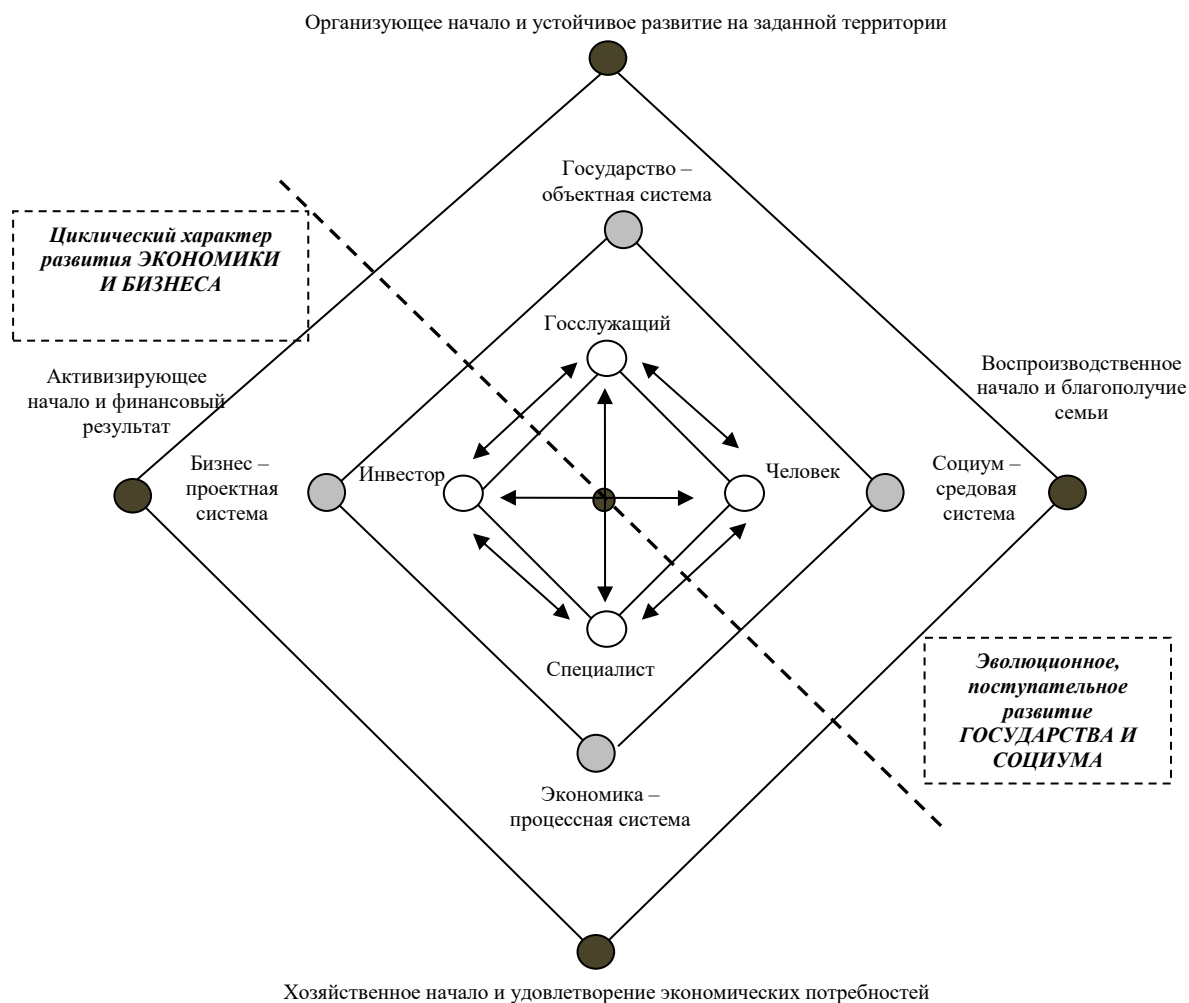 Организующее начало и устойчивое развитие на заданной территории
Государство –
объектная система
Циклический характер
развития ЭКОНОМИКИ
И БИЗНЕСА
Госслужащий
Активизирующее
начало и финансовый
результат
Воспроизводственное
начало и благополучие
семьи
Бизнес –
проектная
система
Инвестор
Человек
Социум –
средовая
система
Специалист
Эволюционное,
поступательное
развитие
ГОСУДАРСТВА И
СОЦИУМА
Экономика –
процессная система
Хозяйственное начало и удовлетворение экономических потребностей